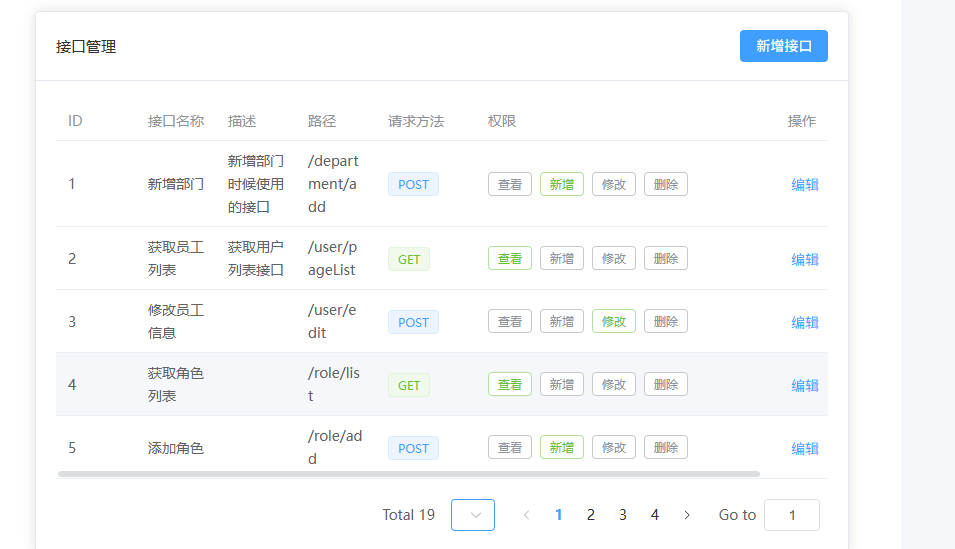 接口管理
新增接口
ID 接口名称 描述 路径 请求方法 权限 操作
1 新增部门 新增部门时候使用的接口 /department/add POST 查看 新增 修改 删除 编辑
2 获取员工列表 获取用户列表接口 /user/pageList GET 查看 新增 修改 删除 编辑
3 修改员工信息 /user/edit POST 查看 新增 修改 删除 编辑
4 获取角色列表 /role/list GET 查看 新增 修改 删除 编辑
5 添加角色 /role/add POST 查看 新增 修改 删除 编辑
Total 19 1 2 3 4 Go to 1